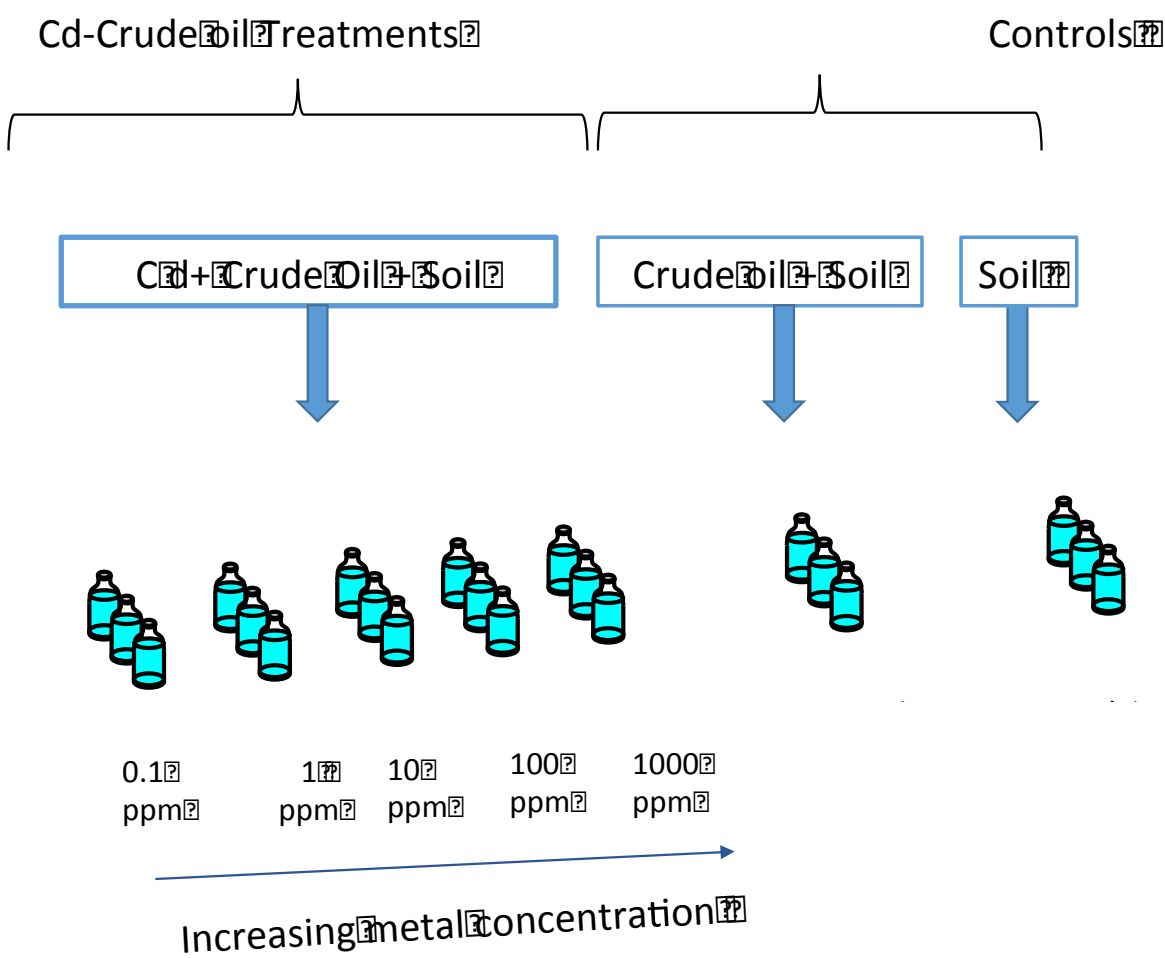 Cd-Crude⍰oil⍰Treatments⍰
Controls⍰⍰
C⍰d+⍰Crude⍰Oil⍰+⍰Soil⍰
Crude⍰oil⍰+⍰Soil⍰
Soil⍰⍰
0.1⍰
ppm⍰
1⍰⍰
ppm⍰
10⍰
ppm⍰
100⍰
ppm⍰
1000⍰
ppm⍰
Increasing⍰metal⍰concentration⍰⍰